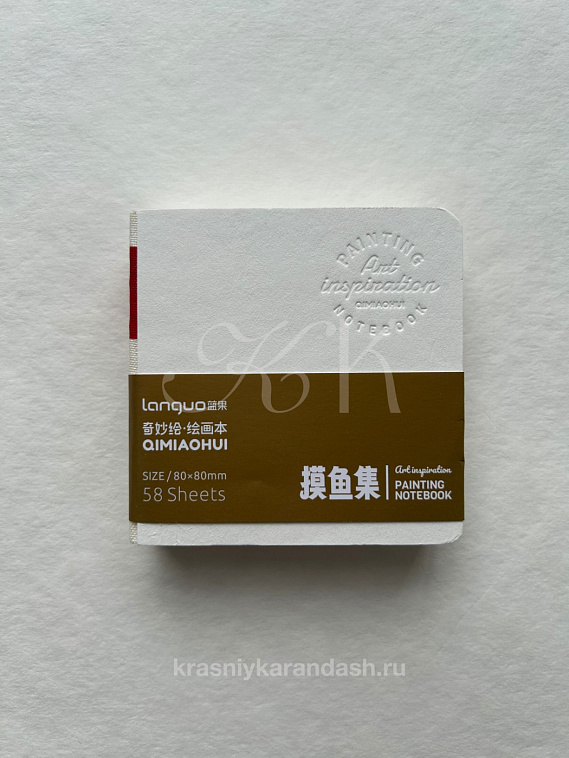 PAINTING
Art
inspiration
QIMIAOHUI
NOTEBOOK
Kk
languo蓝果
奇妙绘·绘画本
QIMIAOHUI
SIZE / 80×80mm
58 Sheets
摸鱼集
Art inspiration
PAINTING
NOTEBOOK
krasniykarandash.ru